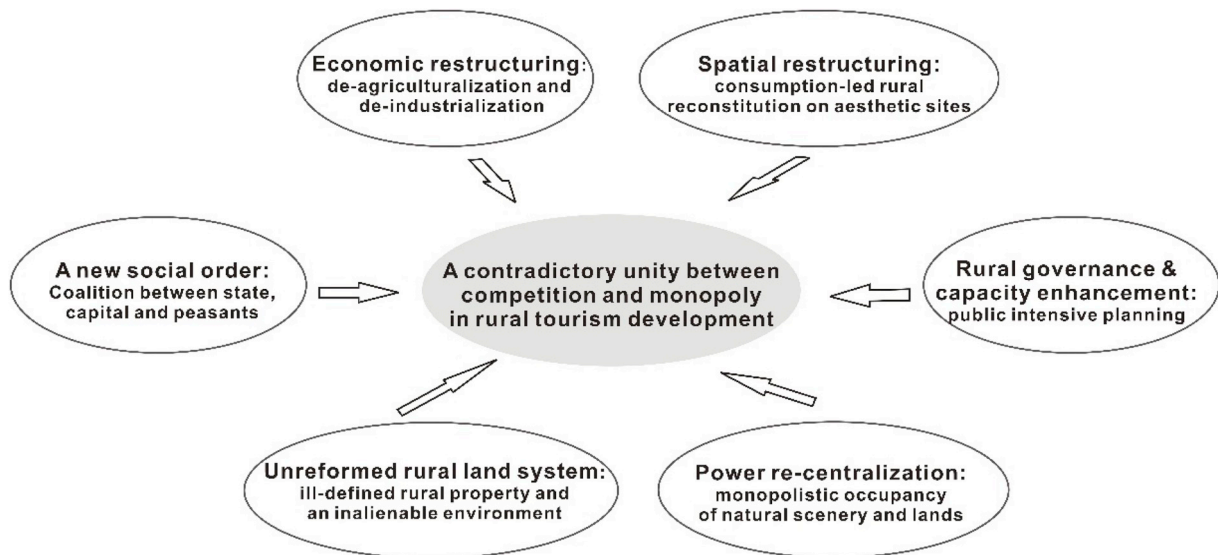 Economic restructuring:
de-agriculturalization and
de-industrialization
Spatial restructuring:
consumption-led rural
reconstitution on aesthetic sites
A new social order:
Coalition between state,
capital and peasants
A contradictory unity between
competition and monopoly
in rural tourism development
Rural governance &
capacity enhancement:
public intensive planning
Unreformed rural land system:
ill-defined rural property and
an inalienable environment
Power re-centralization:
monopolistic occupancy
of natural scenery and lands